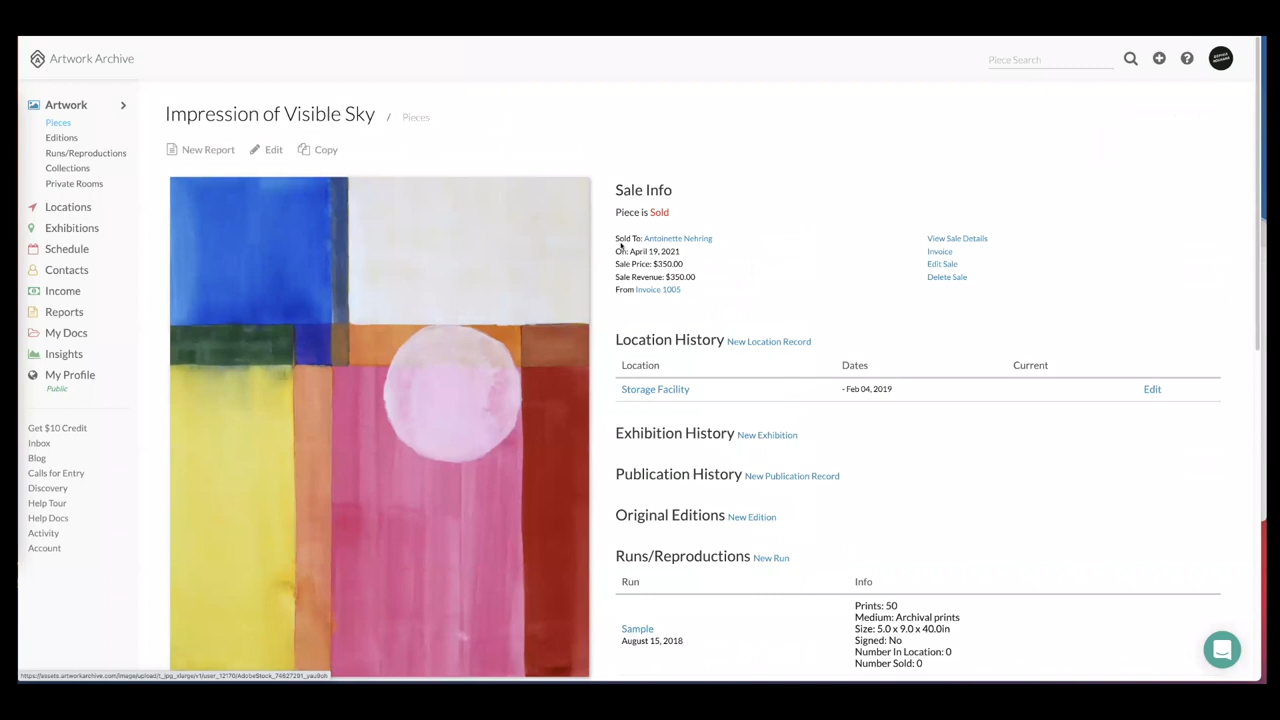 Artwork Archive
Piece Search
Artwork
Pieces
Editions
Runs/Reproductions
Collections
Private Rooms
Locations
Exhibitions
Schedule
Contacts
Income
Reports
My Docs
Insights
My Profile
Public
Get $10 Credit
Inbox
Blog
Calls for Entry
Discovery
Help Tour
Help Docs
Activity
Account
Impression of Visible Sky / Pieces
New Report Edit Copy
Sale Info
Piece is Sold
Sold To: Antoinette Nehring
On: April 19, 2021
Sale Price: $350.00
Sale Revenue: $350.00
From Invoice 1005
View Sale Details
Invoice
Edit Sale
Delete Sale
Location History New Location Record
Location Dates Current
Storage Facility - Feb 04, 2019 Edit
Exhibition History New Exhibition
Publication History New Publication Record
Original Editions New Edition
Runs/Reproductions New Run
Run Info
Sample
August 15, 2018
Prints: 50
Medium: Archival prints
Size: 5.0 x 9.0 x 40.0in
Signed: No
Number In Location: 0
Number Sold: 0